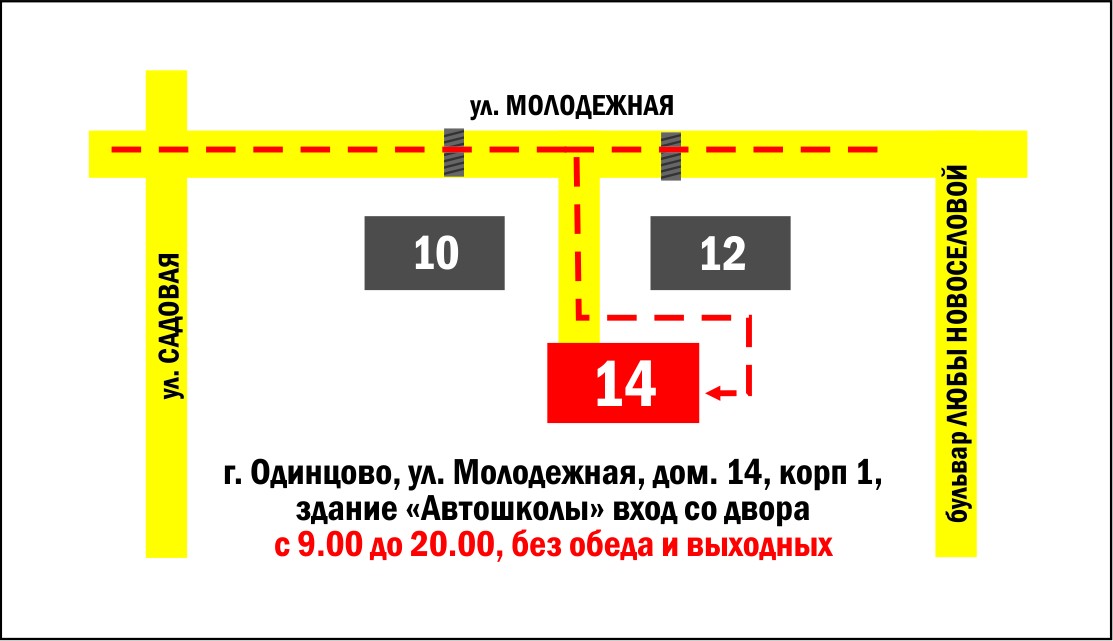 ул. МОЛОДЕЖНАЯ
ул. САДОВАЯ
10
12
14
бульвар ЛЮБЫ НОВОСЕЛОВОЙ
г. Одинцово, ул. Молодежная, дом. 14, корп 1,
здание «Автошколы» вход со двора
с 9.00 до 20.00, без обеда и выходных